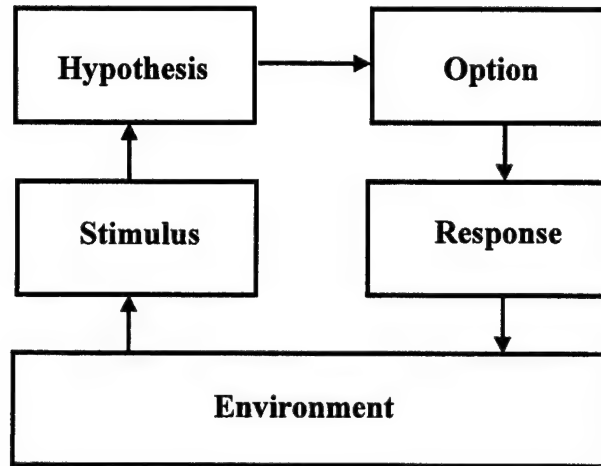 Hypothesis
Option
Stimulus
Response
Environment